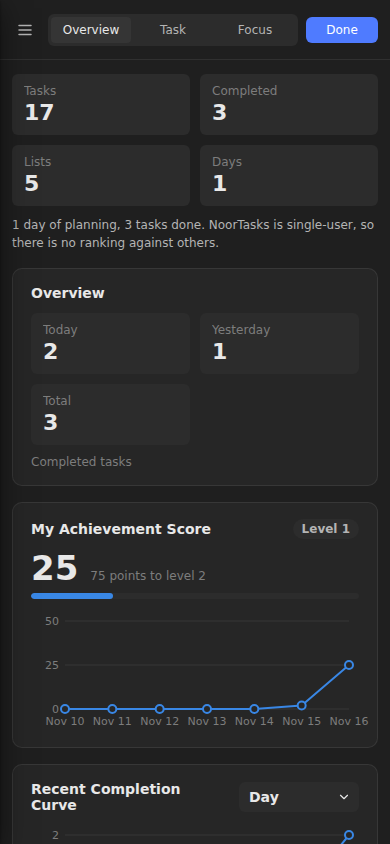 Overview Task Focus Done
Tasks Completed
17 3
Lists Days
5 1
1 day of planning, 3 tasks done. NoorTasks is single-user, so
there is no ranking against others.
Overview
Today Yesterday
2 1
Total
3
Completed tasks
My Achievement Score Level 1
25 75 points to level 2
50
25
0
Nov 10 Nov 11 Nov 12 Nov 13 Nov 14 Nov 15 Nov 16
Recent Completion
Curve
Day
2